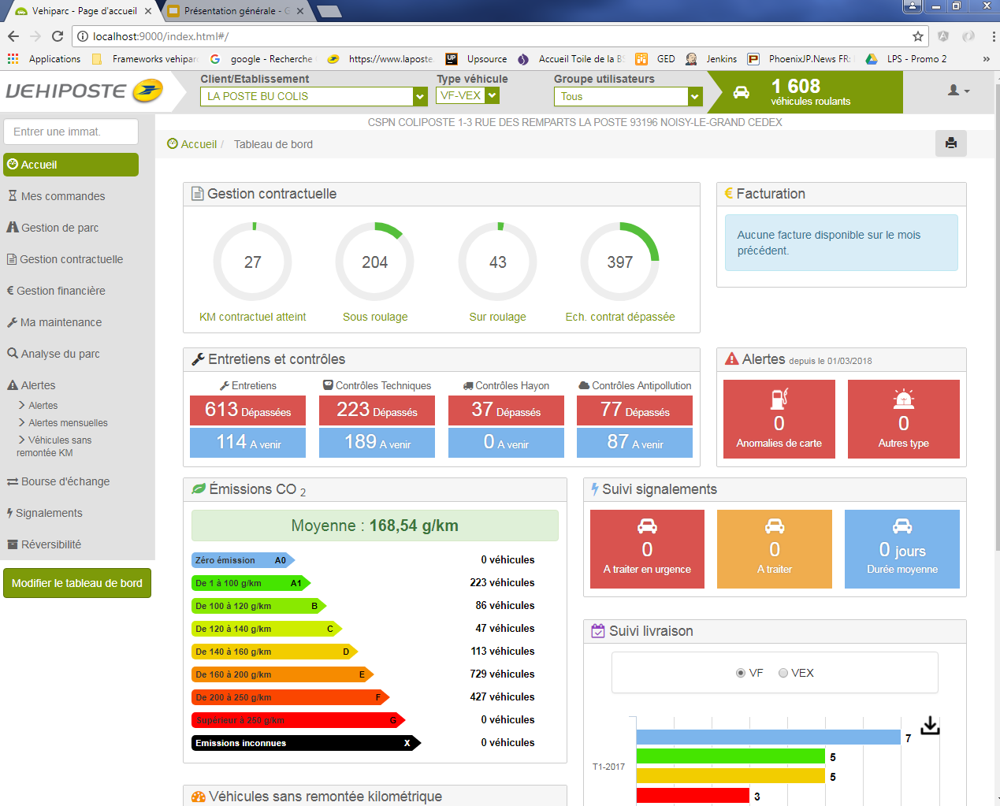 Vehiparc - Page d'accueil
Présentation générale - G
localhost:9000/index.html#/
Applications
Frameworks vehiparc
google - Recherche
https://www.laposte.
Upsource
Accueil Toile de la BS
GED
Jenkins
PhoenixJP.News FR:
LPS - Promo 2
VEHIPOSTE
Client/Etablissement
LA POSTE BU COLIS
Type véhicule
VF-VEX
Groupe utilisateurs
Tous
1 608
véhicules roulants
CSPN COLIPOSTE 1-3 RUE DES REMPARTS LA POSTE 93196 NOISY-LE-GRAND CEDEX
Entrer une immat.
Accueil / Tableau de bord
Accueil
Mes commandes
Gestion de parc
Gestion contractuelle
Gestion financière
Ma maintenance
Analyse du parc
Alertes
Alertes
Alertes mensuelles
Véhicules sans
remontée KM
Bourse d'échange
Signalements
Réversibilité
Modifier le tableau de bord
Gestion contractuelle
27
204
43
397
KM contractuel atteint
Sous roulage
Sur roulage
Ech. contrat dépassée
Facturation
Aucune facture disponible sur le mois
précédent.
Entretiens et contrôles
Entretiens
613 Dépassées
114 A venir
Contrôles Techniques
223 Dépassés
189 A venir
Contrôles Hayon
37 Dépassés
0 A venir
Contrôles Antipollution
77 Dépassés
87 A venir
Alertes depuis le 01/03/2018
0
Anomalies de carte
0
Autres type
Émissions CO 2
Moyenne : 168,54 g/km
Zéro émission A0 0 véhicules
De 1 à 100 g/km A1 223 véhicules
De 100 à 120 g/km B 86 véhicules
De 120 à 140 g/km C 47 véhicules
De 140 à 160 g/km D 113 véhicules
De 160 à 200 g/km E 729 véhicules
De 200 à 250 g/km F 427 véhicules
Supérieur à 250 g/km G 0 véhicules
Emissions inconnues X 0 véhicules
Suivi signalements
0
A traiter en urgence
0
A traiter
0 jours
Durée moyenne
Suivi livraison
VF
VEX
T1-2017
7
5
5
3
Véhicules sans remontée kilométrique